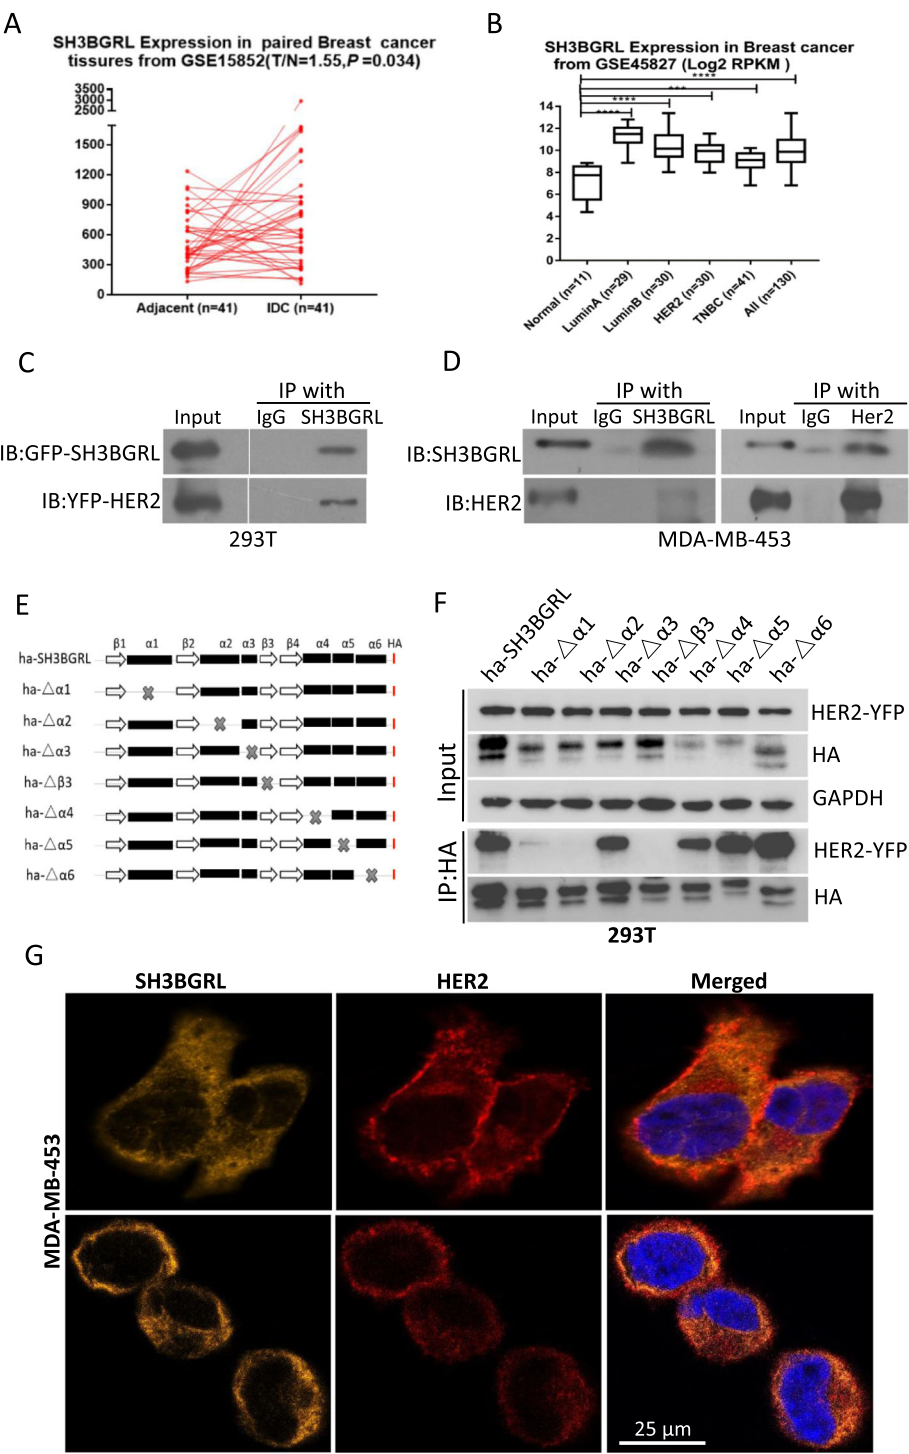 A
SH3BGRL Expression in paired Breast cancer
tissues from GSE15852(T/N=1.55,P =0.034)
3500
3000
2500
1500
1200
900
600
300
0
Adjacent (n=41) IDC (n=41)
B
SH3BGRL Expression in Breast cancer
from GSE45827 (Log2 RPKM )
****
***
****
****
14
12
10
8
6
4
2
0
Normal (n=11)
LuminA (n=29)
LuminB (n=30)
HER2 (n=30)
TNBC (n=41)
All (n=130)
C
IP with
Input IgG SH3BGRL
IB:GFP-SH3BGRL
IB:YFP-HER2
293T
D
IP with IP with
Input IgG SH3BGRL Input IgG Her2
IB:SH3BGRL
IB:HER2
MDA-MB-453
E
β1 α1 β2 α2 α3 β3 β4 α4 α5 α6 HA
ha-SH3BGRL
ha-△α1
ha-△α2
ha-△α3
ha-△β3
ha-△α4
ha-△α5
ha-△α6
F
ha-SH3BGRL
ha-△α1
ha-△α2
ha-△α3
ha-△β3
ha-△α4
ha-△α5
ha-△α6
Input
HER2-YFP
HA
GAPDH
IP:HA
HER2-YFP
HA
293T
G
SH3BGRL HER2 Merged
MDA-MB-453
25 μm